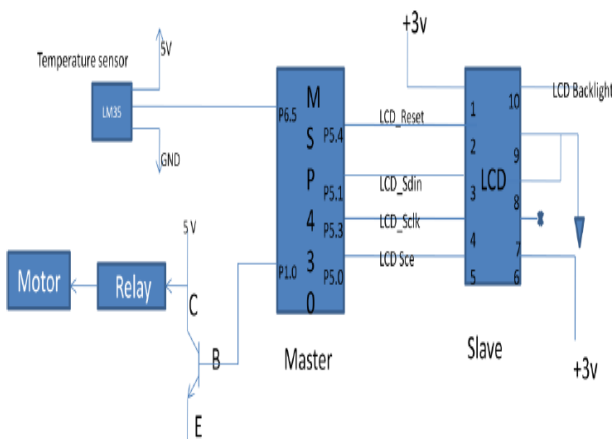 +3v
5V
Temperature sensor
LM35
GND
P6.5
M
S
P
4
3
0
P5.4
P5.1
P5.3
P5.0
P1.0
LCD_Reset
LCD_Sdin
LCD_Sclk
LCD Sce
1
2
3
4
5
LCD
10
9
8
7
6
LCD Backlight
5 V
Motor
Relay
C
B
E
Master
Slave
+3v